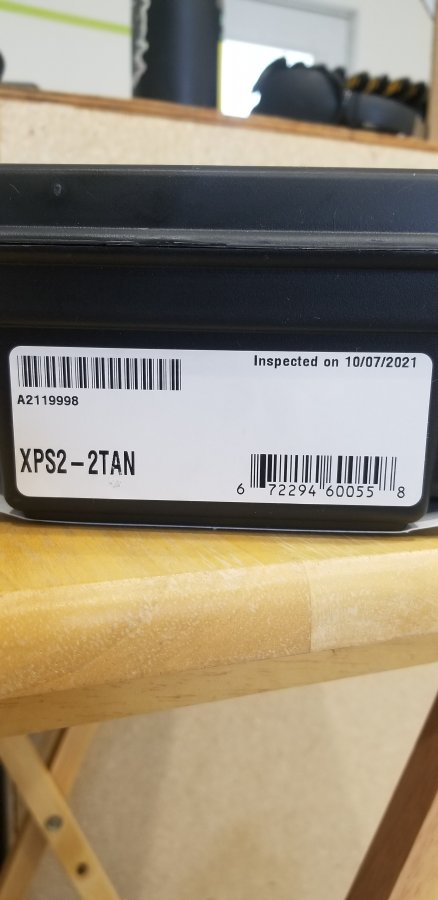 Inspected on 10/07/2021
A2119998
XPS2-2TAN
6 72294 60055 8